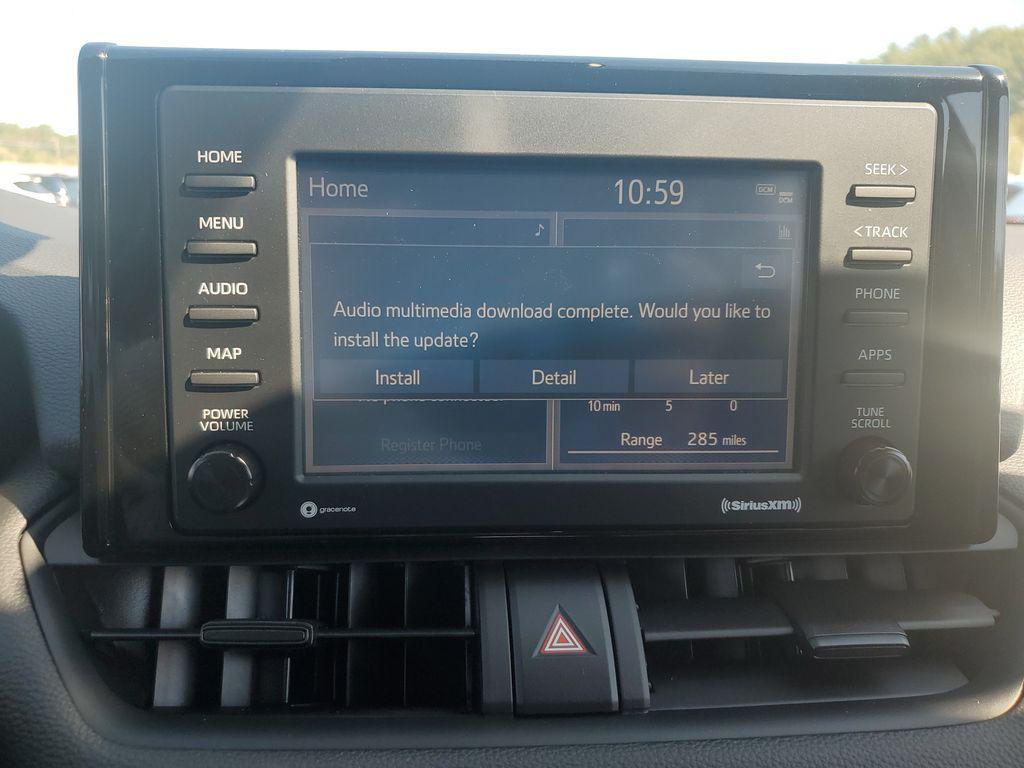 HOME
MENU
AUDIO
MAP
POWER
VOLUME
Home
10:59
DCM
DCM
Audio multimedia download complete. Would you like to
install the update?
Install Detail Later
10 min 5 0
Register Phone
Range 285 miles
gracenote
((SiriusXM))
SEEK >
< TRACK
PHONE
APPS
TUNE
SCROLL